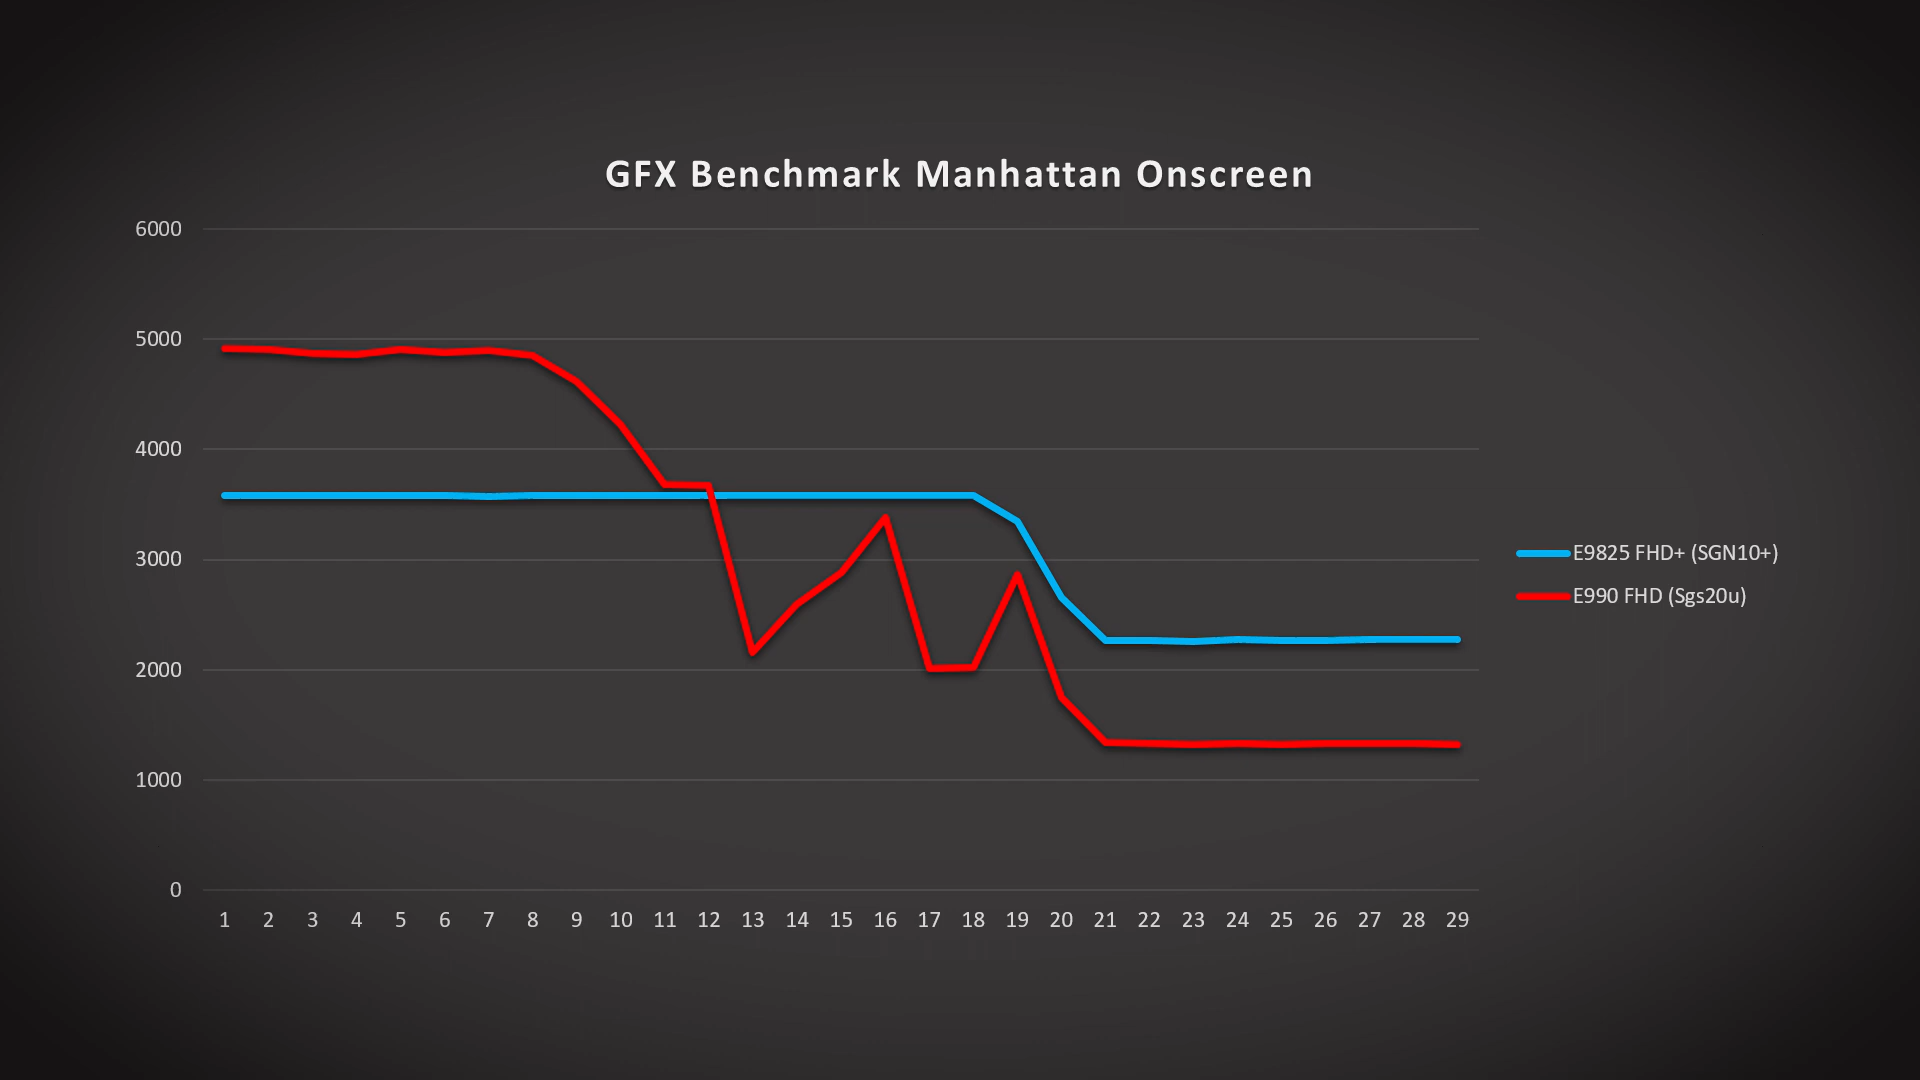 GFX Benchmark Manhattan Onscreen
6000
5000
4000
3000
2000
1000
0
1 2 3 4 5 6 7 8 9 10 11 12 13 14 15 16 17 18 19 20 21 22 23 24 25 26 27 28 29
E9825 FHD+ (SGN10+)
E990 FHD (Sgs20u)